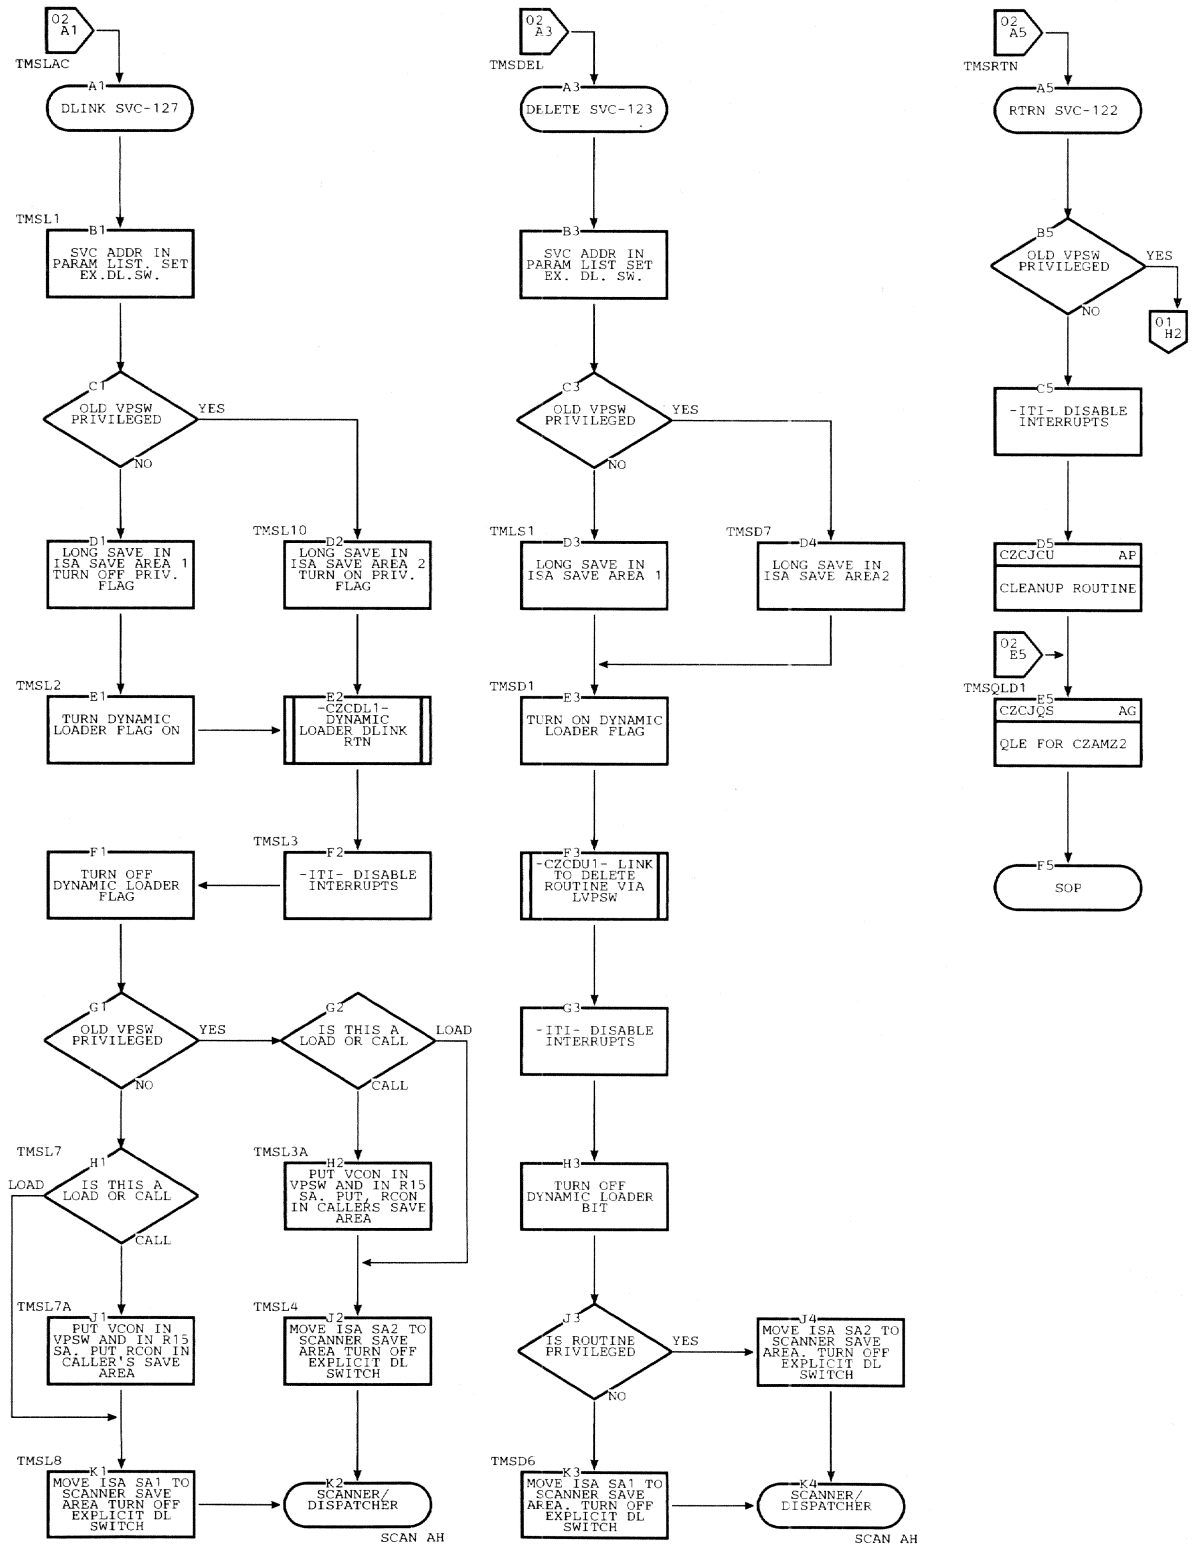 02
A1
TMSLAC
A1
DLINK SVC-127
TMSL1
B1
SVC ADDR IN
PARAM LIST. SET
EX.DL.SW.
C1
OLD VPSW
PRIVILEGED
YES
NO
D1
LONG SAVE IN
ISA SAVE AREA 1
TURN OFF PRIV.
FLAG
TMSL10
D2
LONG SAVE IN
ISA SAVE AREA 2
TURN ON PRIV.
FLAG
TMSL2
E1
TURN DYNAMIC
LOADER FLAG ON
E2
-CZCDL1-
DYNAMIC
LOADER DLINK
RTN
TMSL3
F2
-ITI- DISABLE
INTERRUPTS
F1
TURN OFF
DYNAMIC LOADER
FLAG
G1
OLD VPSW
PRIVILEGED
YES
NO
G2
IS THIS A
LOAD OR CALL
LOAD
CALL
TMSL7
H1
IS THIS A
LOAD OR CALL
LOAD
CALL
TMSL3A
H2
PUT VCON IN
VPSW AND IN R15
SA. PUT, RCON
IN CALLERS SAVE
AREA
TMSL7A
J1
PUT VCON IN
VPSW AND IN R15
SA. PUT RCON IN
CALLER'S SAVE
AREA
TMSL4
J2
MOVE ISA SA2 TO
SCANNER SAVE
AREA TURN OFF
EXPLICIT DL
SWITCH
TMSL8
K1
MOVE ISA SA1 TO
SCANNER SAVE
AREA TURN OFF
EXPLICIT DL
SWITCH
K2
SCANNER/
DISPATCHER
SCAN AH
02
A3
TMSDEL
A3
DELETE SVC-123
B3
SVC ADDR IN
PARAM LIST SET
EX. DL. SW.
C3
OLD VPSW
PRIVILEGED
YES
NO
TMLS1
D3
LONG SAVE IN
ISA SAVE AREA 1
TMSD7
D4
LONG SAVE IN
ISA SAVE AREA2
TMSD1
E3
TURN ON DYNAMIC
LOADER FLAG
F3
-CZCDU1- LINK
TO DELETE
ROUTINE VIA
LVPSW
G3
-ITI- DISABLE
INTERRUPTS
H3
TURN OFF
DYNAMIC LOADER
BIT
J3
IS ROUTINE
PRIVILEGED
YES
NO
J4
MOVE ISA SA2 TO
SCANNER SAVE
AREA. TURN OFF
EXPLICIT DL
SWITCH
TMSD6
K3
MOVE ISA SA1 TO
SCANNER SAVE
AREA. TURN OFF
EXPLICIT DL
SWITCH
K4
SCANNER/
DISPATCHER
SCAN AH
02
A5
TMSRTN
A5
RTRN SVC-122
B5
OLD VPSW
PRIVILEGED
YES
NO
01
H2
C5
-ITI- DISABLE
INTERRUPTS
D5
CZCJCU AP
CLEANUP ROUTINE
02
E5
TMSQLD1
E5
CZCJQS AG
QLE FOR CZAMZ2
F5
SOP